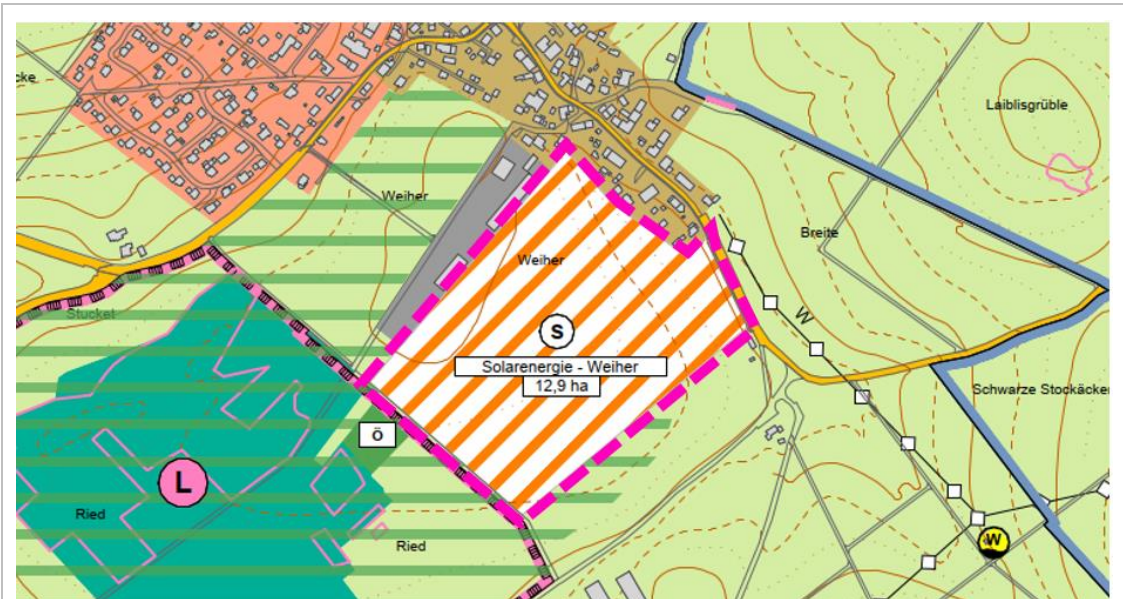 cke
Laiblisgrüble
Weiher
Breite
Weiher
Stucket
W
S
Solarenergie - Weiher
12,9 ha
Schwarze Stockäcker
Ö
L
Ried
W
Ried